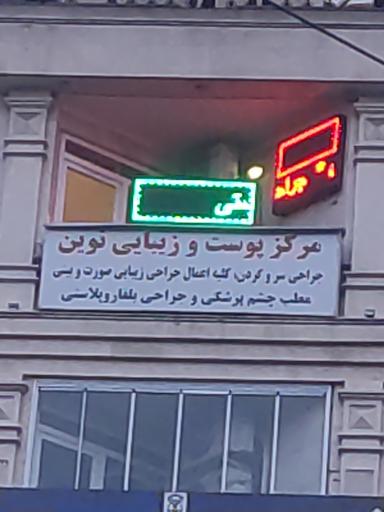 مرکز پوست و زیبایی نوین
جراحی سر و گردن، کلیه اعمال جراحی زیبایی صورت و بینی
مطب چشم پزشکی و جراحی بلفاروپلاستی